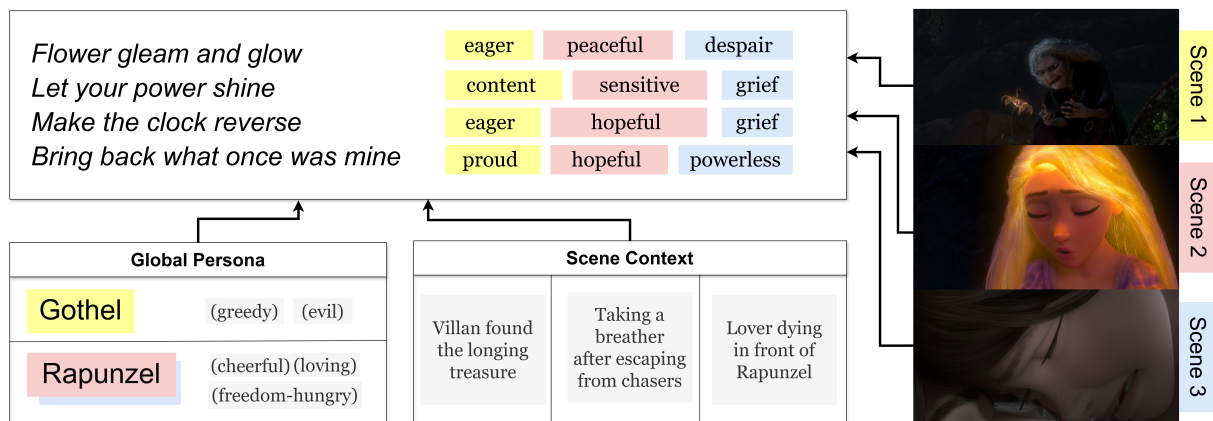 Flower gleam and glow
eager peaceful despair
Let your power shine
content sensitive grief
Make the clock reverse
eager hopeful grief
Bring back what once was mine
proud hopeful powerless
Scene 1
Scene 2
Scene 3
Global Persona
Gothel
(greedy) (evil)
Rapunzel
(cheerful) (loving)
(freedom-hungry)
Scene Context
Villan found
the longing
treasure
Taking a
breather
after escaping
from chasers
Lover dying
in front of
Rapunzel